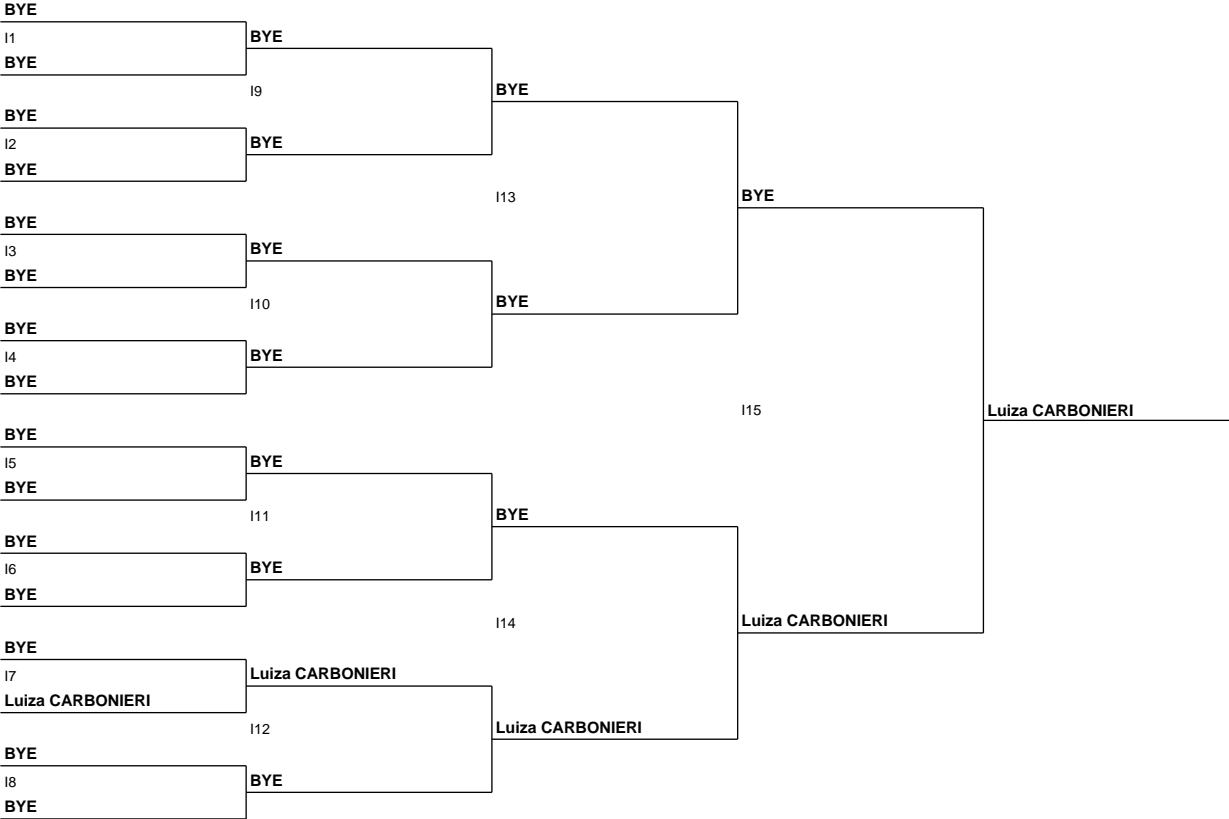 BYE
I1
BYE
BYE
I9
BYE
BYE
I2
BYE
BYE
I13
BYE
BYE
I3
BYE
BYE
I10
BYE
BYE
I4
BYE
BYE
I15
Luiza CARBONIERI
BYE
I5
BYE
BYE
I11
BYE
BYE
I6
BYE
BYE
I14
Luiza CARBONIERI
BYE
I7
Luiza CARBONIERI
Luiza CARBONIERI
I12
Luiza CARBONIERI
BYE
I8
BYE
BYE